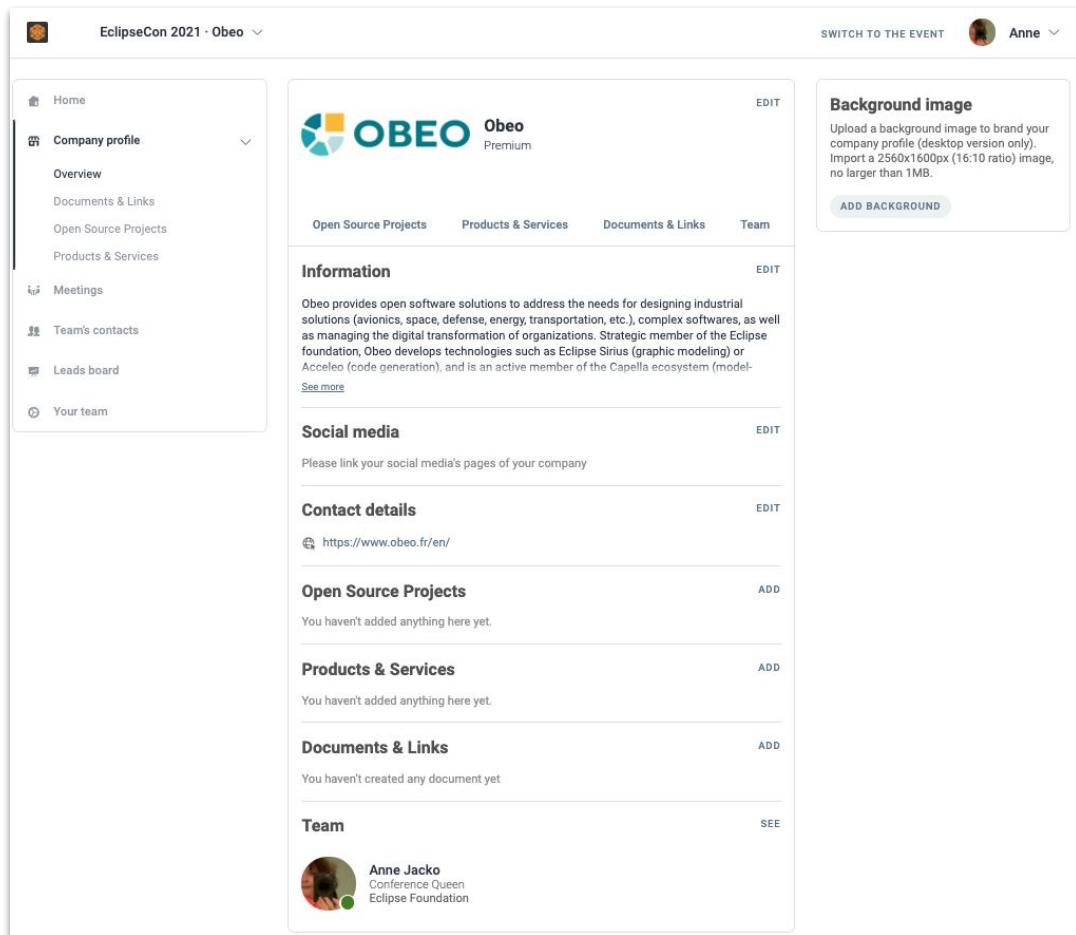 EclipseCon 2021 · Obeo
SWITCH TO THE EVENT
Anne
Home
Company profile
Overview
Documents & Links
Open Source Projects
Products & Services
Meetings
Team's contacts
Leads board
Your team
EDIT
OBEO
Obeo
Premium
Open Source Projects Products & Services Documents & Links Team
Information
EDIT
Obeo provides open software solutions to address the needs for designing industrial
solutions (avionics, space, defense, energy, transportation, etc.), complex softwares, as well
as managing the digital transformation of organizations. Strategic member of the Eclipse
foundation, Obeo develops technologies such as Eclipse Sirius (graphic modeling) or
Acceleo (code generation), and is an active member of the Capella ecosystem (model-
See more
Social media
EDIT
Please link your social media's pages of your company
Contact details
EDIT
https://www.obeo.fr/en/
Open Source Projects
ADD
You haven't added anything here yet.
Products & Services
ADD
You haven't added anything here yet.
Documents & Links
ADD
You haven't created any document yet
Team
SEE
Anne Jacko
Conference Queen
Eclipse Foundation
Background image
Upload a background image to brand your
company profile (desktop version only).
Import a 2560x1600px (16:10 ratio) image,
no larger than 1MB.
ADD BACKGROUND